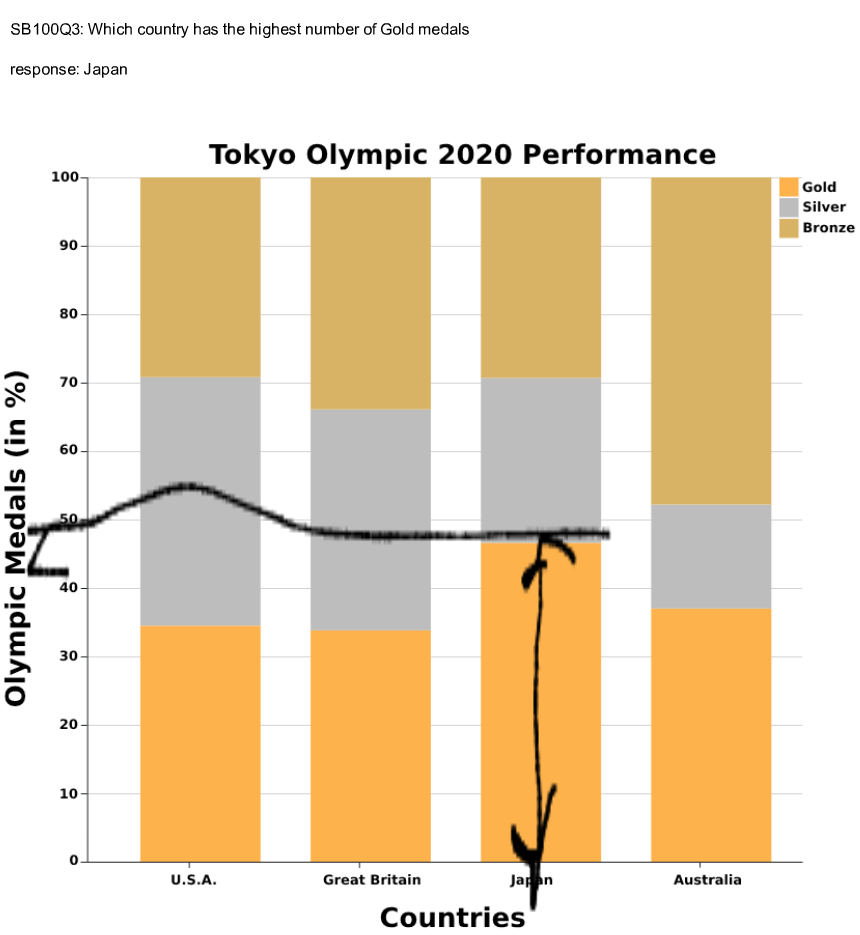 SB100Q3: Which country has the highest number of Gold medals
response: Japan
Tokyo Olympic 2020 Performance
Gold
Silver
Bronze
100
90
80
70
60
50
40
30
20
10
0
Olympic Medals (in %)
U.S.A. Great Britain Japan Australia
Countries